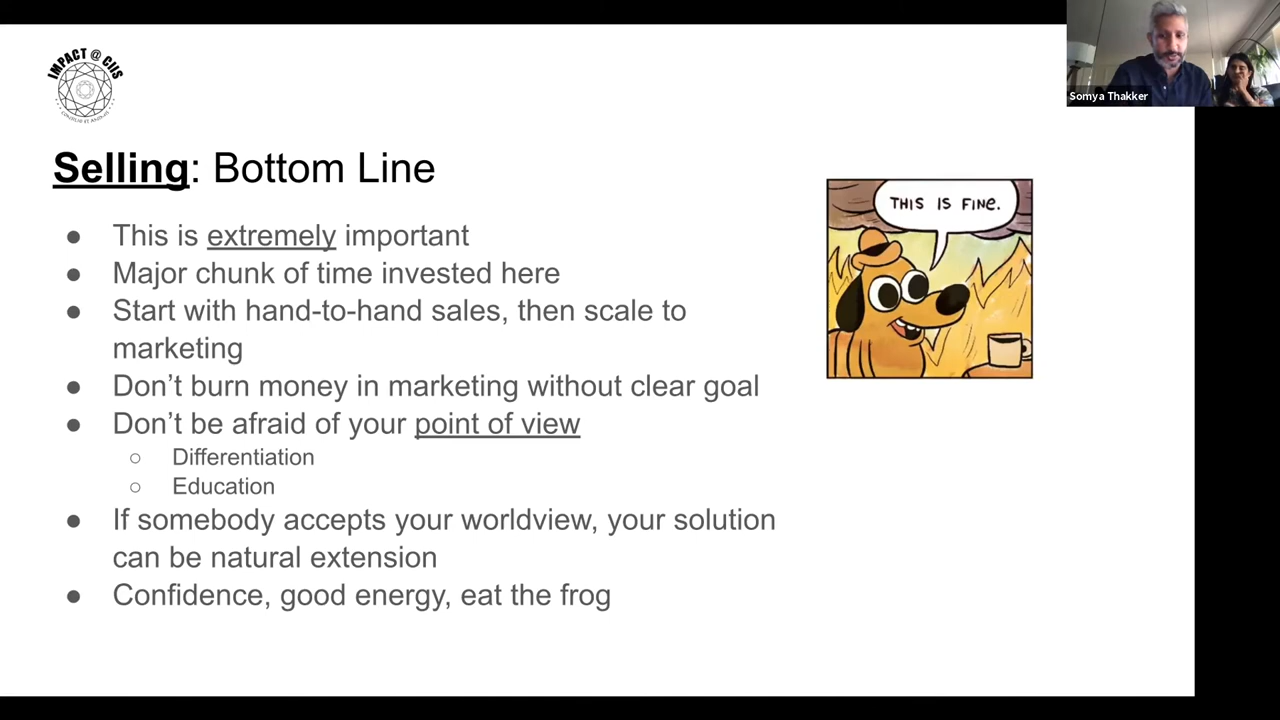 IMPACT @ CIIS
Somya Thakker
Selling: Bottom Line
THIS IS FINE.
● This is extremely important
● Major chunk of time invested here
● Start with hand-to-hand sales, then scale to
marketing
● Don’t burn money in marketing without clear goal
● Don’t be afraid of your point of view
○ Differentiation
○ Education
● If somebody accepts your worldview, your solution
can be natural extension
● Confidence, good energy, eat the frog